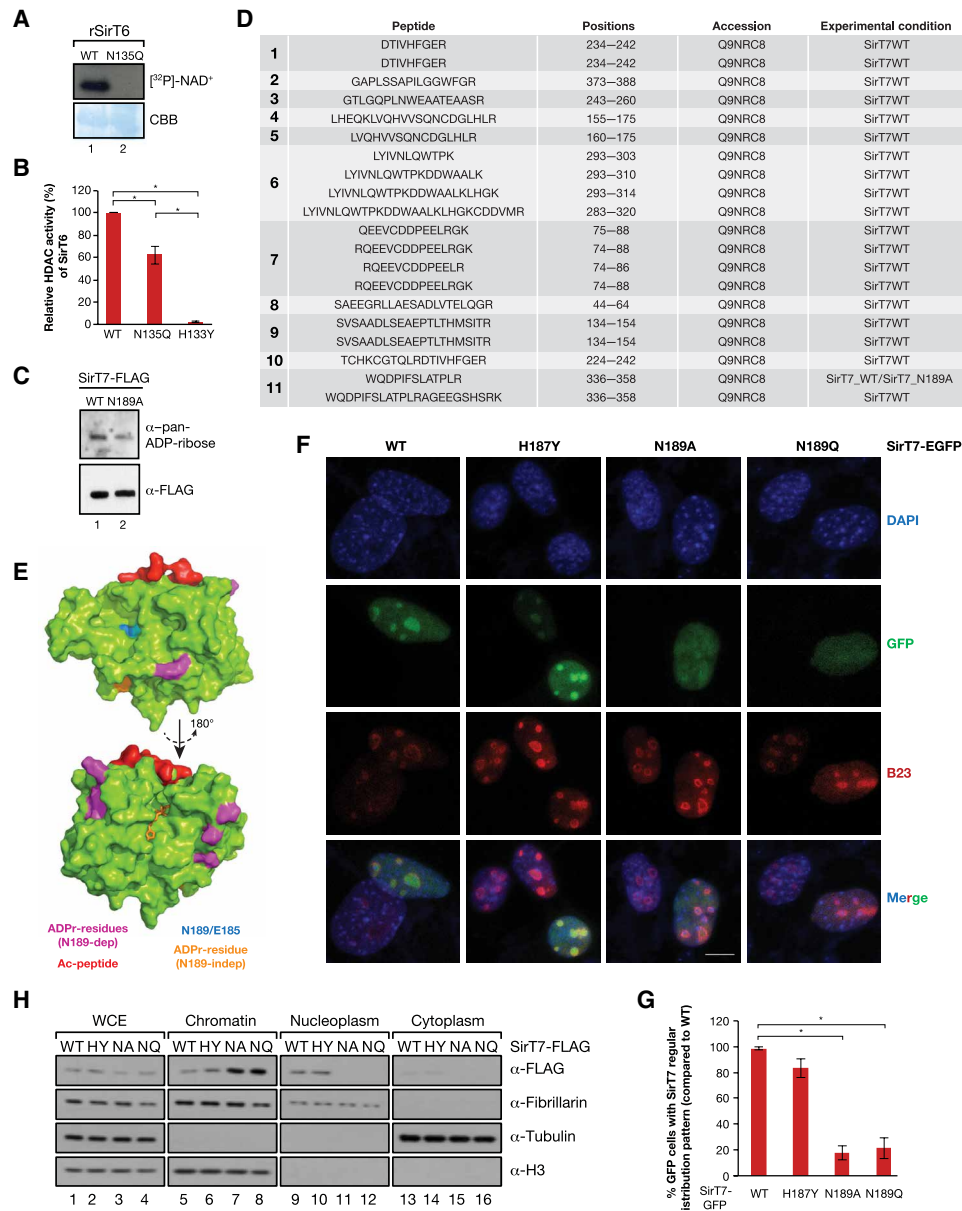 A
rSirT6
WT N135Q
[³²P]-NAD⁺
CBB
1 2
B
Relative HDAC activity (%)
of SirT6
120
100
80
60
40
20
0
* * *
WT N135Q H133Y
C
SirT7-FLAG
WT N189A
α–pan-
ADP-ribose
α-FLAG
1 2
D
Peptide Positions Accession Experimental condition
1 DTIVHFGER 234—242 Q9NRC8 SirT7WT
DTIVHFGER 234—242 Q9NRC8 SirT7WT
2 GAPLSSAPILGGWFGR 373—388 Q9NRC8 SirT7WT
3 GTLGQPLNWEAATEAASR 243—260 Q9NRC8 SirT7WT
4 LHEQKLVQHVVSQNCDGLHLR 155—175 Q9NRC8 SirT7WT
5 LVQHVVSQNCDGLHLR 160—175 Q9NRC8 SirT7WT
6 LYIVNLQWTPK 293—303 Q9NRC8 SirT7WT
LYIVNLQWTPKDDWAALK 293—310 Q9NRC8 SirT7WT
LYIVNLQWTPKDDWAALKLHGK 293—314 Q9NRC8 SirT7WT
LYIVNLQWTPKDDWAALKLHGKCDDVMR 283—320 Q9NRC8 SirT7WT
7 QEEVCDDPEELRGK 75—88 Q9NRC8 SirT7WT
RQEEVCDDPEELRGK 74—88 Q9NRC8 SirT7WT
RQEEVCDDPEELR 74—86 Q9NRC8 SirT7WT
RQEEVCDDPEELRGK 74—88 Q9NRC8 SirT7WT
8 SAEEGRLLAESADLVTELQGR 44—64 Q9NRC8 SirT7WT
9 SVSAADLSEAEPTLTHMSITR 134—154 Q9NRC8 SirT7WT
SVSAADLSEAEPTLTHMSITR 134—154 Q9NRC8 SirT7WT
10 TCHKCGTQLRDTIVHFGER 224—242 Q9NRC8 SirT7WT
11 WQDPIFSLATPLR 336—358 Q9NRC8 SirT7_WT/SirT7_N189A
WQDPIFSLATPLRAGEEGSHSRK 336—358 Q9NRC8 SirT7WT
E
180°
ADPr-residues
(N189-dep)
Ac-peptide
N189/E185
ADPr-residue
(N189-indep)
F
WT H187Y N189A N189Q SirT7-EGFP
DAPI
GFP
B23
Merge
G
% GFP cells with SirT7 regular
istribution pattern (compared to WT)
120
100
80
60
40
20
0
* *
SirT7-
GFP
WT H187Y N189A N189Q
H
WCE Chromatin Nucleoplasm Cytoplasm
WT HY NA NQ WT HY NA NQ WT HY NA NQ WT HY NA NQ SirT7-FLAG
α-FLAG
α-Fibrillarin
α-Tubulin
α-H3
1 2 3 4 5 6 7 8 9 10 11 12 13 14 15 16